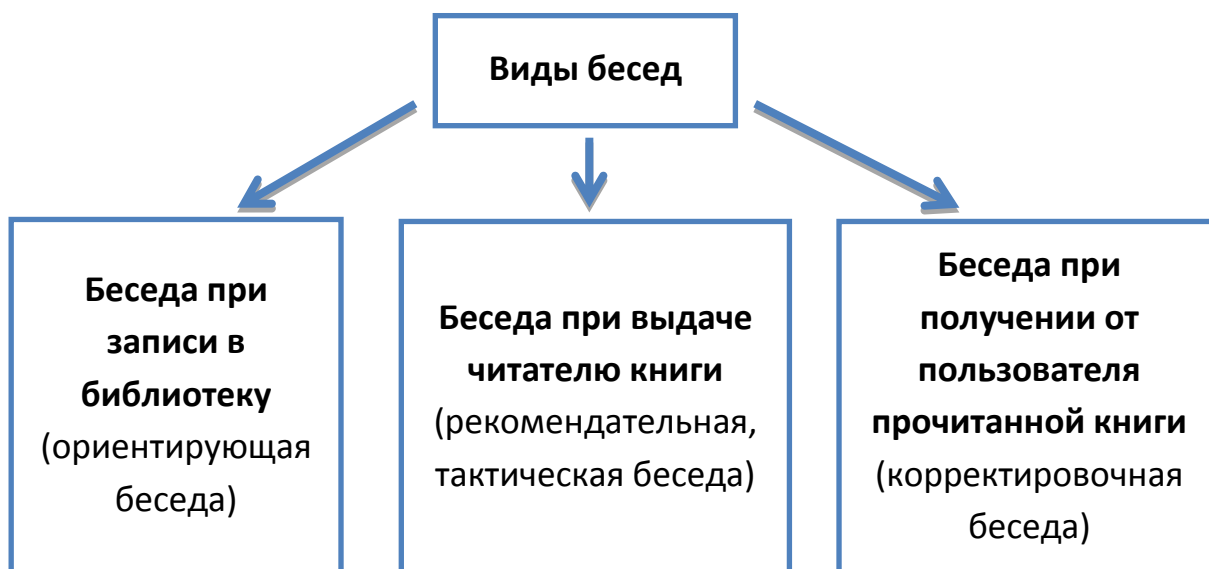 Виды бесед
Беседа при
записи в
библиотеку
(ориентирующая
беседа)
Беседа при выдаче
читателю книги
(рекомендательная,
тактическая беседа)
Беседа при
получении от
пользователя
прочитанной книги
(корректировочная
беседа)